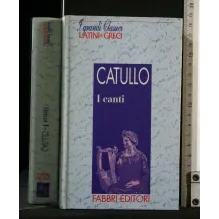 I grandi Classici
LATINI e GRECI
CATULLO
I canti
FABBRI EDITORI